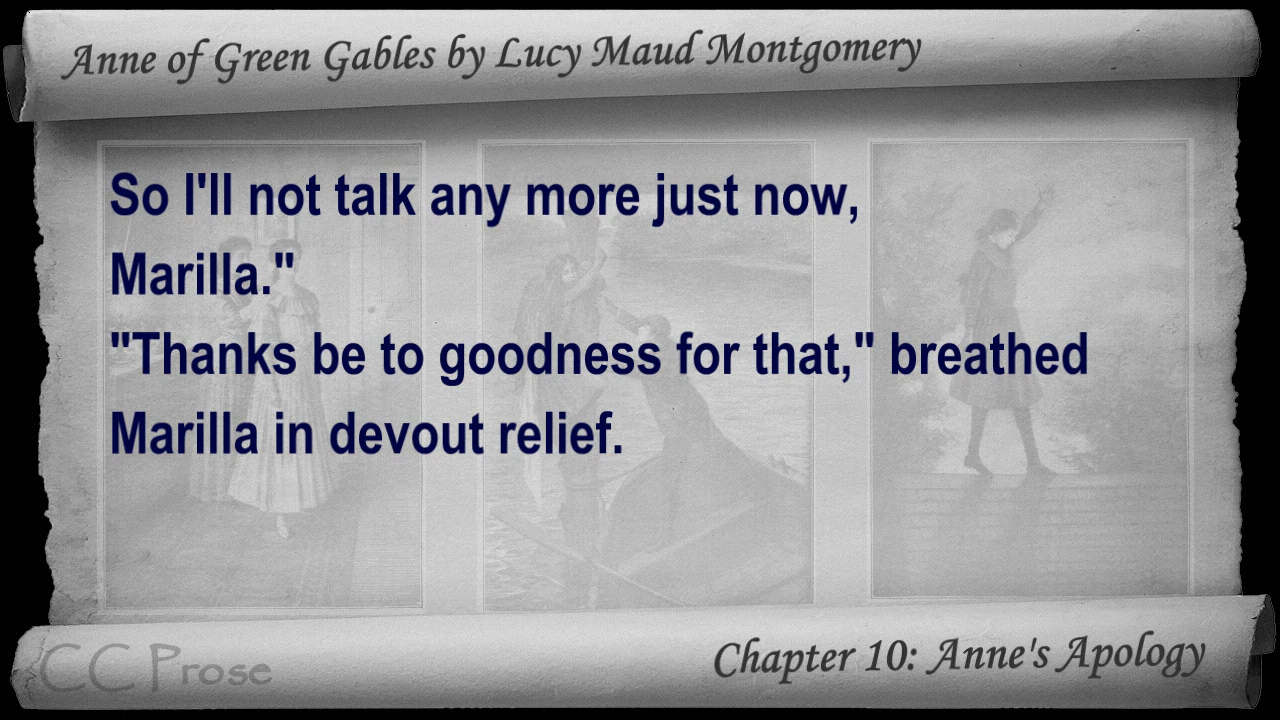 Anne of Green Gables by Lucy Maud Montgomery
So I'll not talk any more just now,
Marilla."
"Thanks be to goodness for that," breathed
Marilla in devout relief.
CC Prose
Chapter 10: Anne's Apology